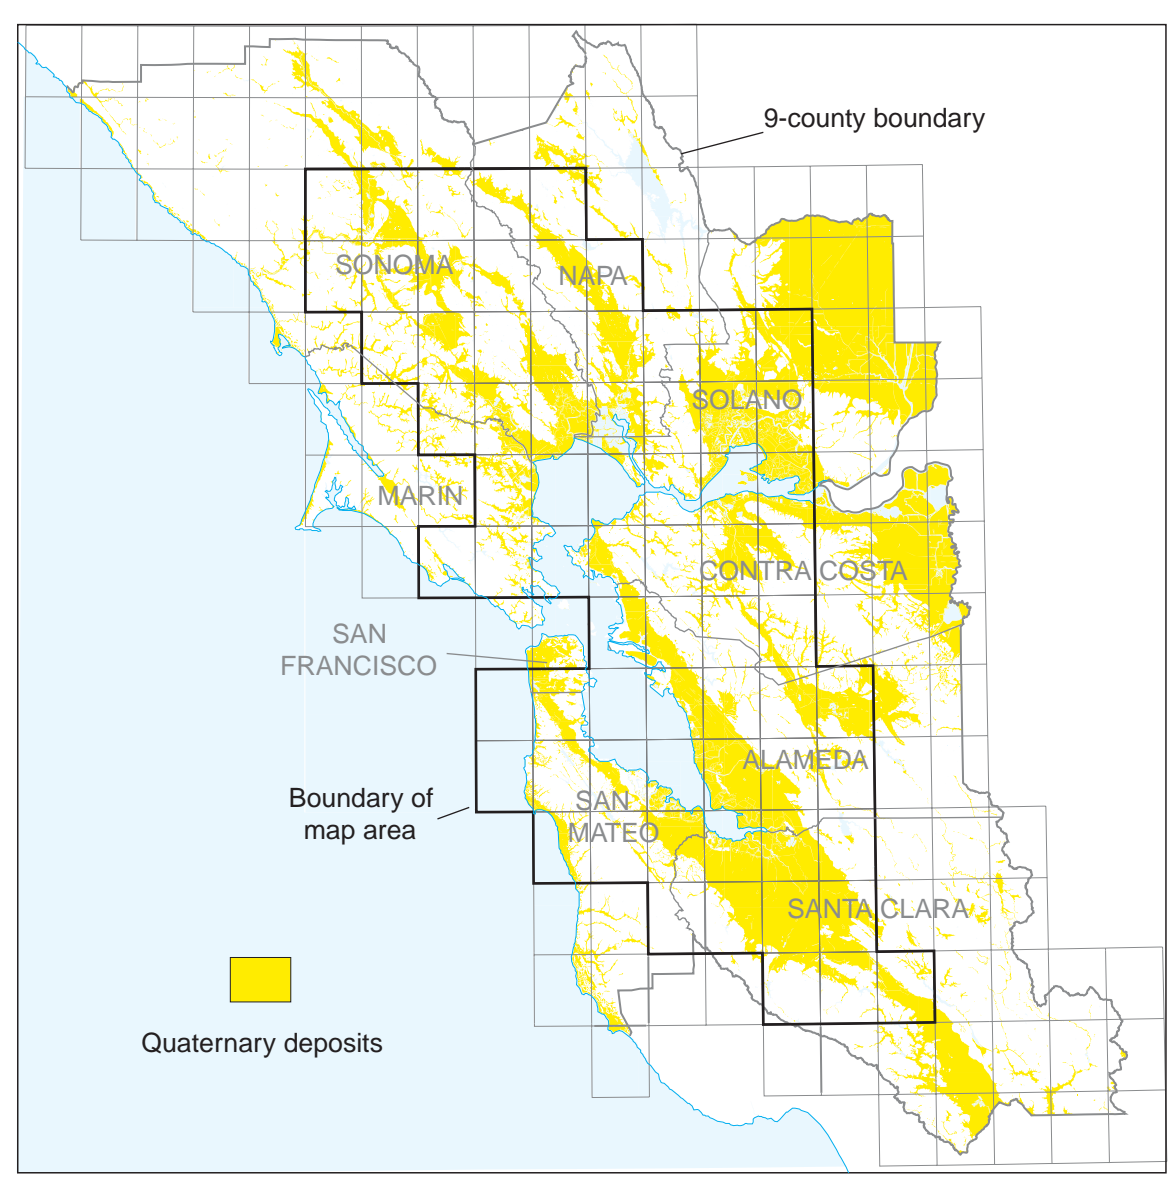 9-county boundary
SONOMA
NAPA
SOLANO
MARIN
CONTRA COSTA
SAN
FRANCISCO
ALAMEDA
Boundary of
map area
SAN
MATEO
SANTA CLARA
Quaternary deposits